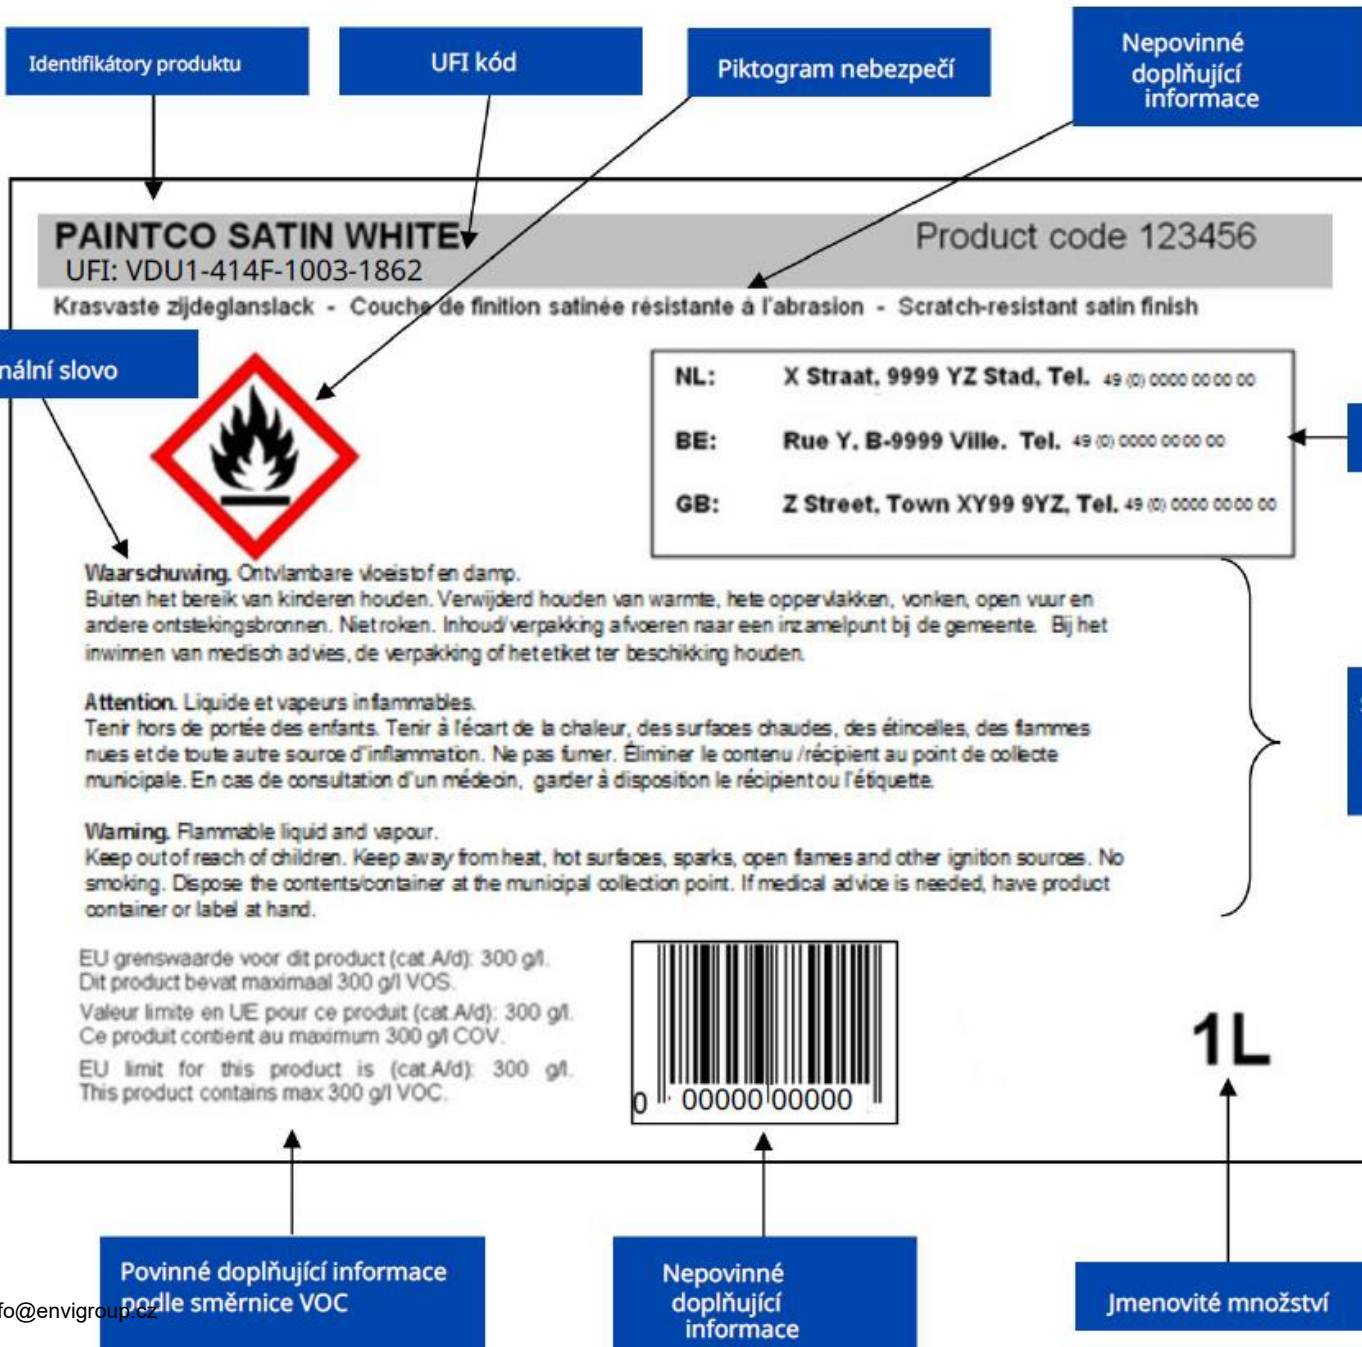 Identifikátory produktu
UFI kód
Piktogram nebezpečí
Nepovinné
doplňující
informace
PAINTCO SATIN WHITE
Product code 123456
UFI: VDU1-414F-1003-1862
Krasvaste zijdeglanslack - Couche de finition satinée résistante á l'abrasion - Scratch-resistant satin finish
nální slovo
NL: X Straat, 9999 YZ Stad, Tel. 49 (0) 0000 00 00 00
BE: Rue Y, B-9999 Ville. Tel. 49 (0) 0000 00 00 00
GB: Z Street, Town XY99 9YZ, Tel. 49 (0) 0000 00 00 00
Waarschuwing. Ontvlambare vloeistof en damp.
Buiten het bereik van kinderen houden. Verwijderd houden van warmte, hete oppervlakken, vonken, open vuur en
andere ontstekingsbronnen. Niet roken. Inhoud/verpakking afvoeren naar een inzamelpunt bij de gemeente. Bij het
inwinnen van medisch advies, de verpakking of het etiket ter beschikking houden.
Attention. Liquide et vapeurs inflammables.
Tenir hors de portée des enfants. Tenir à l'écart de la chaleur, des surfaces chaudes, des étincelles, des flammes
nues et de toute autre source d'inflammation. Ne pas fumer. Éliminer le contenu /récipient au point de collecte
municipale. En cas de consultation d'un médecin, garder à disposition le récipient ou l'étiquette.
Warning. Flammable liquid and vapour.
Keep out of reach of children. Keep away from heat, hot surfaces, sparks, open flames and other ignition sources. No
smoking. Dispose the contents/container at the municipal collection point. If medical advice is needed, have product
container or label at hand.
EU grenswaarde voor dit product (cat.A/d): 300 g/l.
Dit product bevat maximaal 300 g/l VOS.
Valeur limite en UE pour ce produit (cat.A/d): 300 g/l.
Ce produit contient au maximum 300 g/l COV.
EU limit for this product is (cat.A/d): 300 g/l.
This product contains max 300 g/l VOC.
0 00000 00000
1L
Povinné doplňující informace
podle směrnice VOC
Nepovinné
doplňující
informace
Jmenovité množství
fo@envigroup.cz